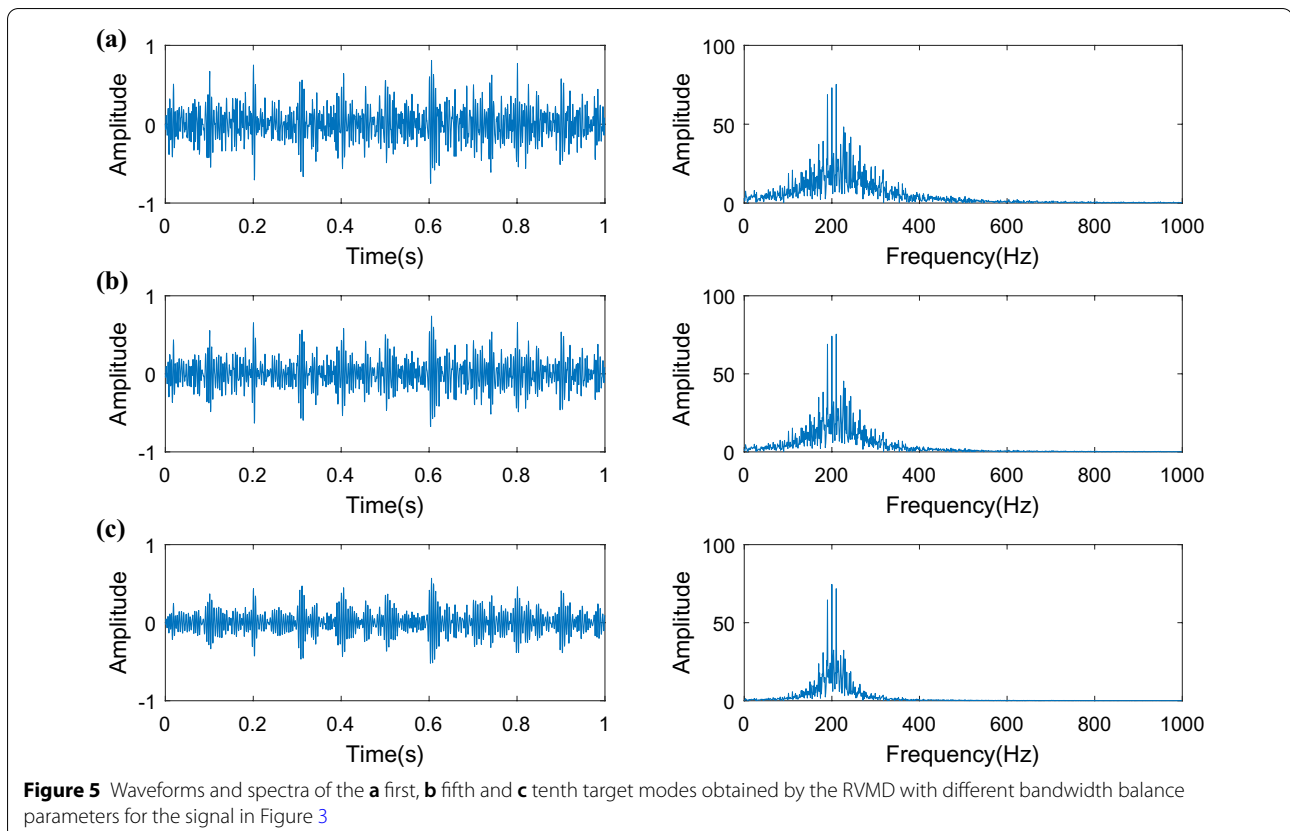 (a)
1
0
-1
Amplitude
0 0.2 0.4 0.6 0.8 1
Time(s)
100
50
0
Amplitude
0 200 400 600 800 1000
Frequency(Hz)
(b)
1
0
-1
Amplitude
0 0.2 0.4 0.6 0.8 1
Time(s)
100
50
0
Amplitude
0 200 400 600 800 1000
Frequency(Hz)
(c)
1
0
-1
Amplitude
0 0.2 0.4 0.6 0.8 1
Time(s)
100
50
0
Amplitude
0 200 400 600 800 1000
Frequency(Hz)
Figure 5 Waveforms and spectra of the a first, b fifth and c tenth target modes obtained by the RVMD with different bandwidth balance
parameters for the signal in Figure 3